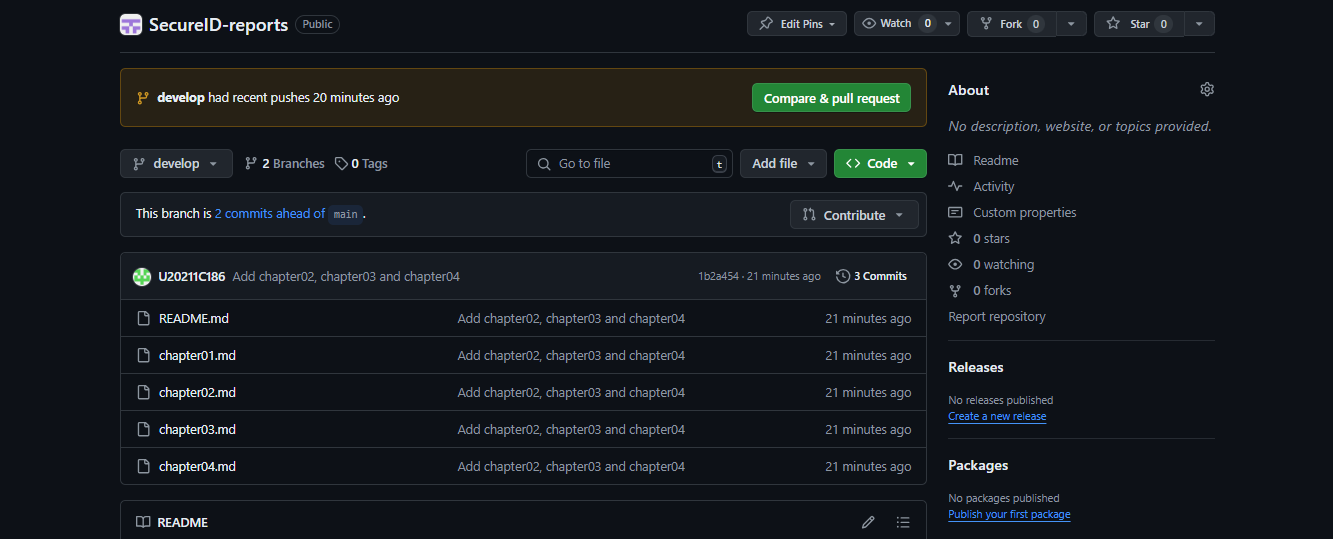 SecureID-reports Public Edit Pins Watch 0 Fork 0 Star 0
develop had recent pushes 20 minutes ago Compare & pull request
develop 2 Branches 0 Tags Go to file t Add file Code
This branch is 2 commits ahead of main . Contribute
U20211C186 Add chapter02, chapter03 and chapter04 1b2a454 · 21 minutes ago 3 Commits
README.md Add chapter02, chapter03 and chapter04 21 minutes ago
chapter01.md Add chapter02, chapter03 and chapter04 21 minutes ago
chapter02.md Add chapter02, chapter03 and chapter04 21 minutes ago
chapter03.md Add chapter02, chapter03 and chapter04 21 minutes ago
chapter04.md Add chapter02, chapter03 and chapter04 21 minutes ago
README
About
No description, website, or topics provided.
Readme
Activity
Custom properties
0 stars
0 watching
0 forks
Report repository
Releases
No releases published
Create a new release
Packages
No packages published
Publish your first package